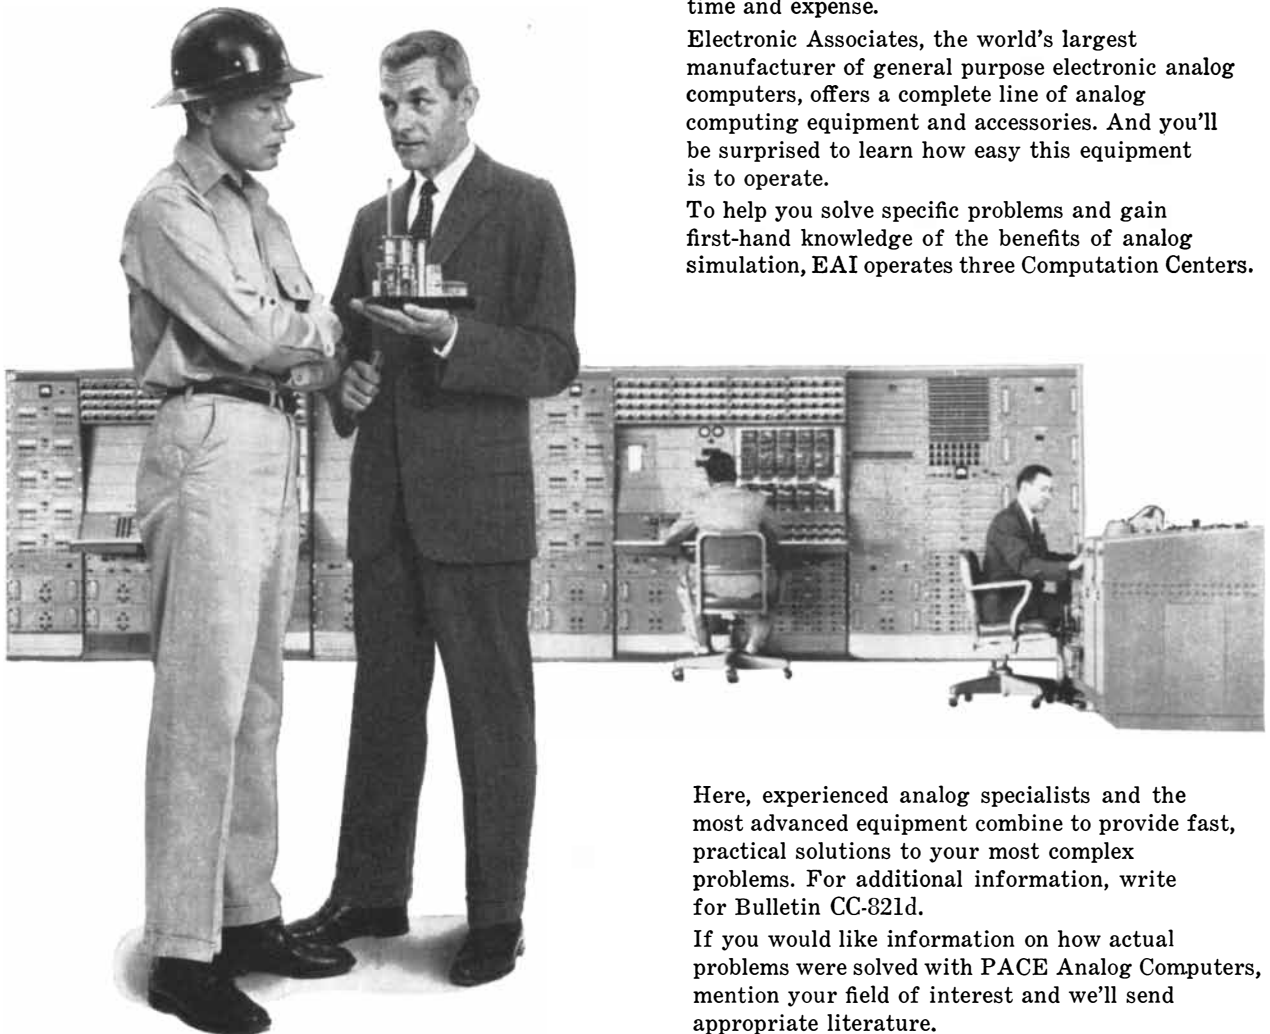 time and expense.
Electronic Associates, the world's largest
manufacturer of general purpose electronic analog
computers, offers a complete line of analog
computing equipment and accessories. And you'll
be surprised to learn how easy this equipment
is to operate.
To help you solve specific problems and gain
first-hand knowledge of the benefits of analog
simulation, EAI operates three Computation Centers.
Here, experienced analog specialists and the
most advanced equipment combine to provide fast,
practical solutions to your most complex
problems. For additional information, write
for Bulletin CC-821d.
If you would like information on how actual
problems were solved with PACE Analog Computers,
mention your field of interest and we'll send
appropriate literature.